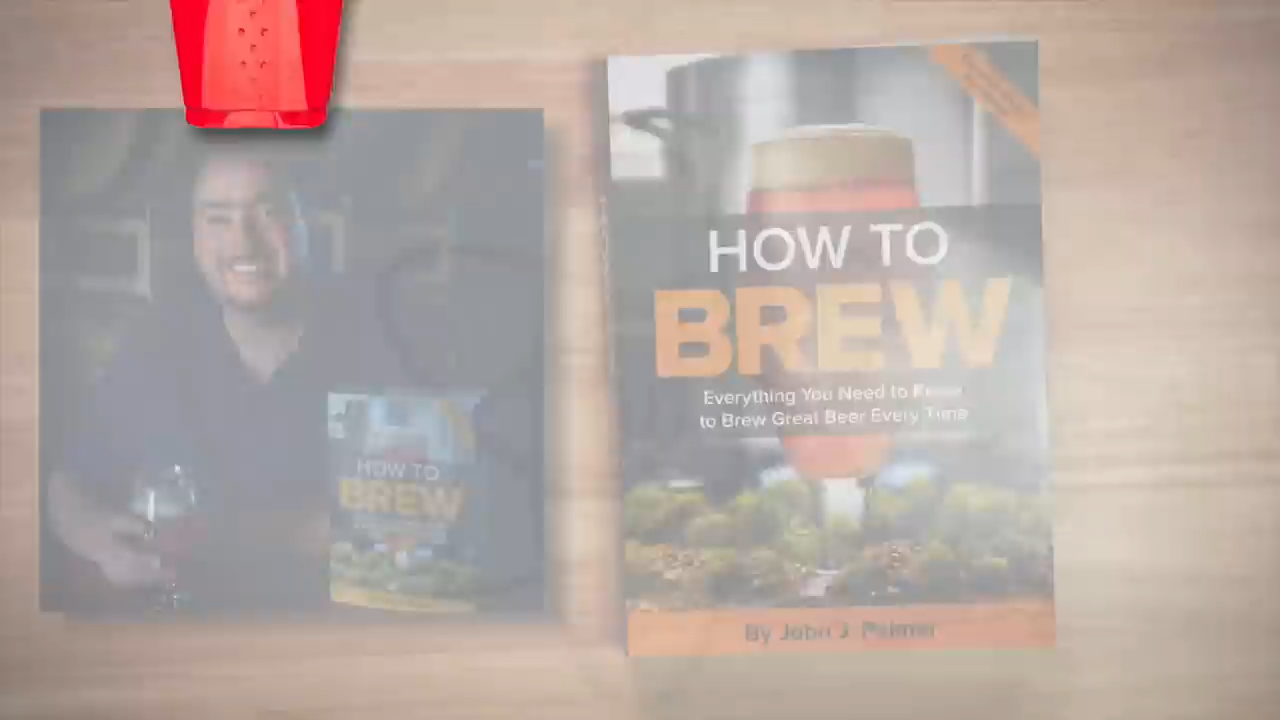 HOW TO
BREW
Everything You Need to Know
to Brew Great Beer Every Time
By John J. Palmer
HOW TO
BREW